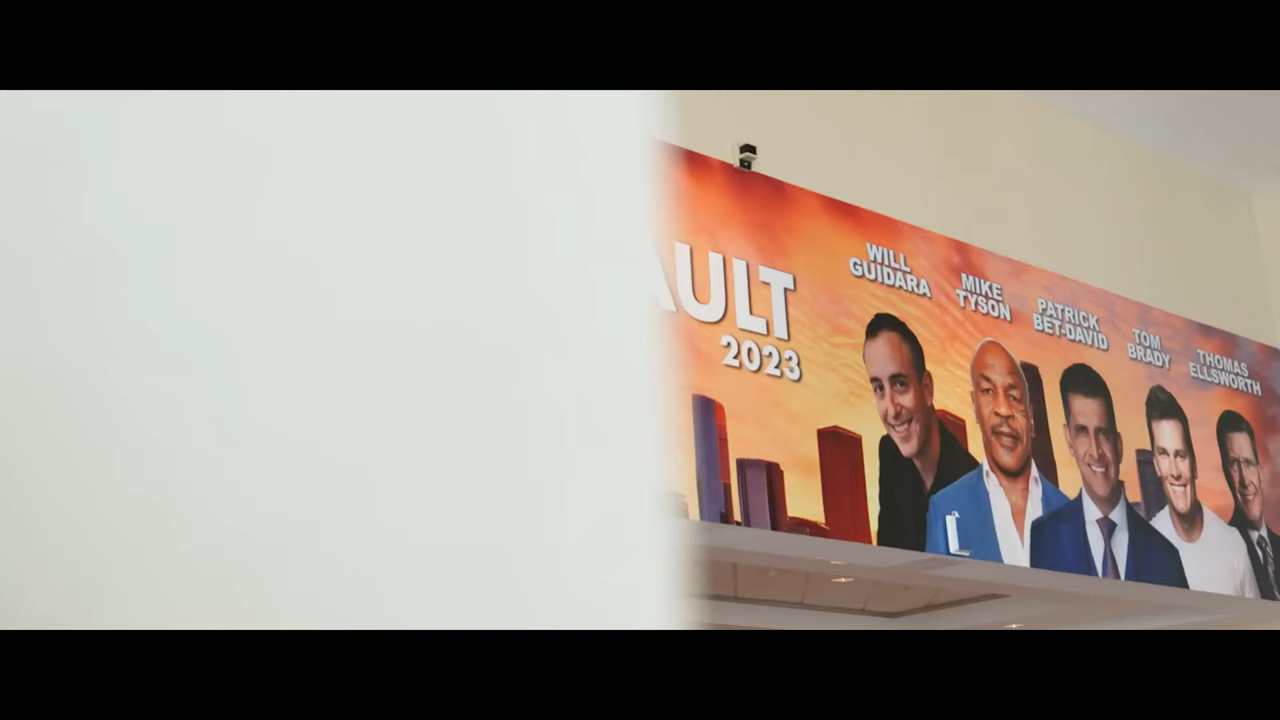 AULT
2023
WILL
GUIDARA
MIKE
TYSON
PATRICK
BET-DAVID
TOM
BRADY
THOMAS
ELLSWORTH